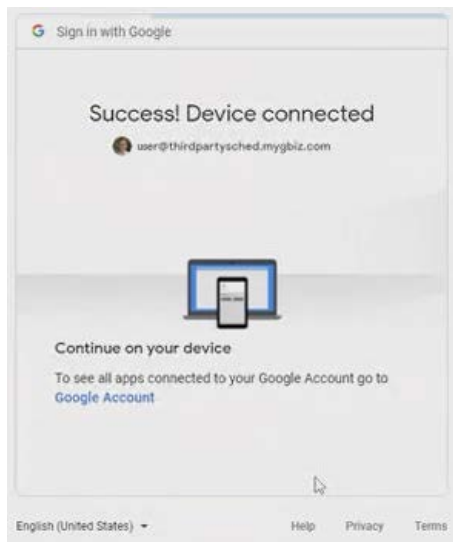 Sign in with Google
Success! Device connected
user@thirdpartysched.mygbiz.com
Continue on your device
To see all apps connected to your Google Account go to
Google Account
English (United States)
Help Privacy Terms